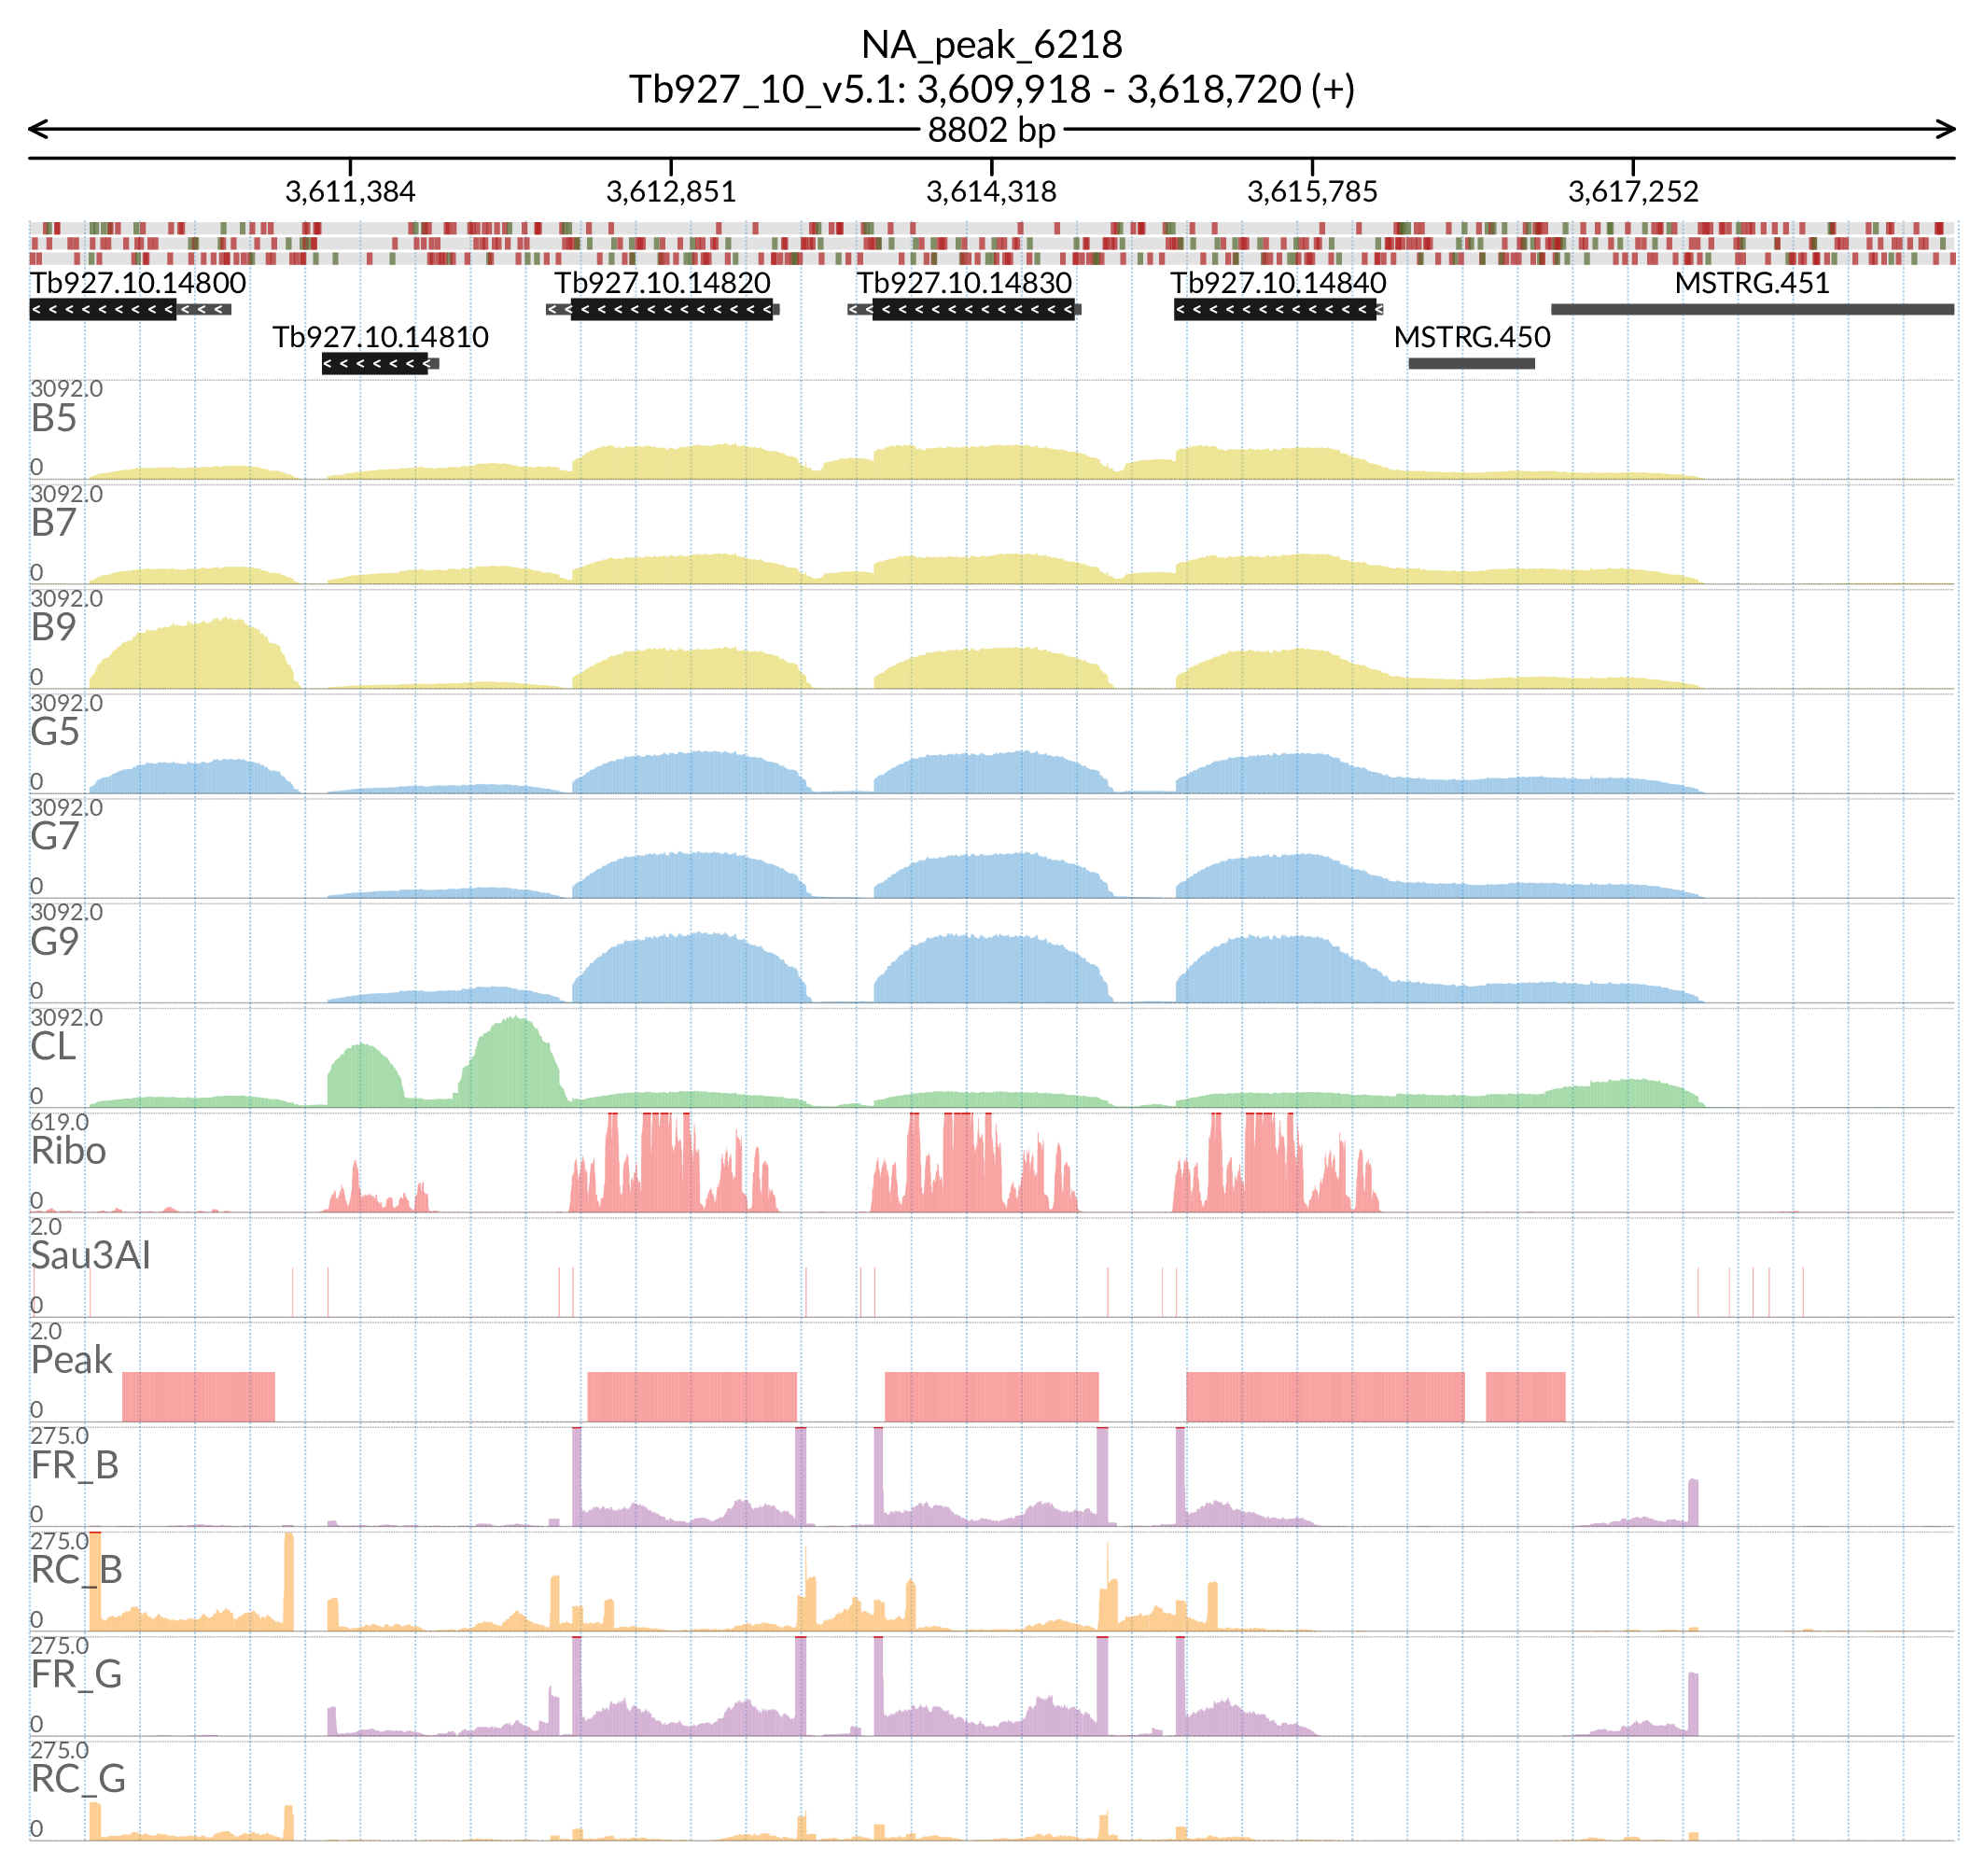 NA_peak_6218
Tb927_10_v5.1: 3,609,918 - 3,618,720 (+)
8802 bp
3,611,384 3,612,851 3,614,318 3,615,785 3,617,252
Tb927.10.14800 Tb927.10.14820 Tb927.10.14830 Tb927.10.14840 MSTRG.451
Tb927.10.14810 MSTRG.450
3092.0
B5
0
3092.0
B7
0
3092.0
B9
0
3092.0
G5
0
3092.0
G7
0
3092.0
G9
0
3092.0
CL
0
619.0
Ribo
0
2.0
Sau3AI
0
2.0
Peak
0
275.0
FR_B
0
275.0
RC_B
0
275.0
FR_G
0
275.0
RC_G
0